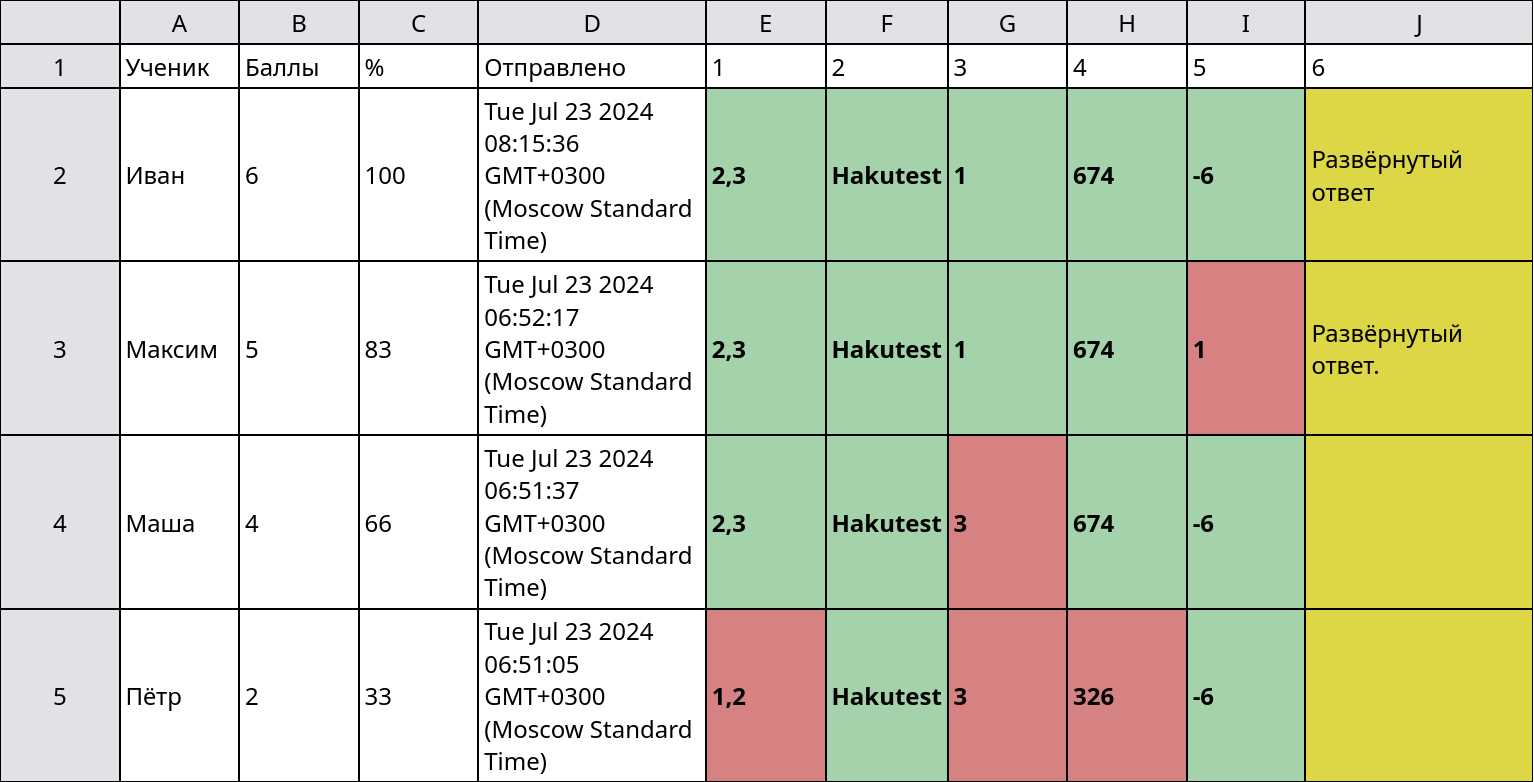 A B C D E F G H I J
1 Ученик Баллы % Отправлено 1 2 3 4 5 6
Tue Jul 23 2024
08:15:36
2 Иван 6 100 GMT+0300 2,3 Hakutest 1 674 -6 Развёрнутый
ответ
(Moscow Standard
Time)
Tue Jul 23 2024
06:52:17
3 Максим 5 83 GMT+0300 2,3 Hakutest 1 674 1 Развёрнутый
ответ.
(Moscow Standard
Time)
Tue Jul 23 2024
06:51:37
4 Маша 4 66 GMT+0300 2,3 Hakutest 3 674 -6
(Moscow Standard
Time)
Tue Jul 23 2024
06:51:05
5 Пётр 2 33 GMT+0300 1,2 Hakutest 3 326 -6
(Moscow Standard
Time)